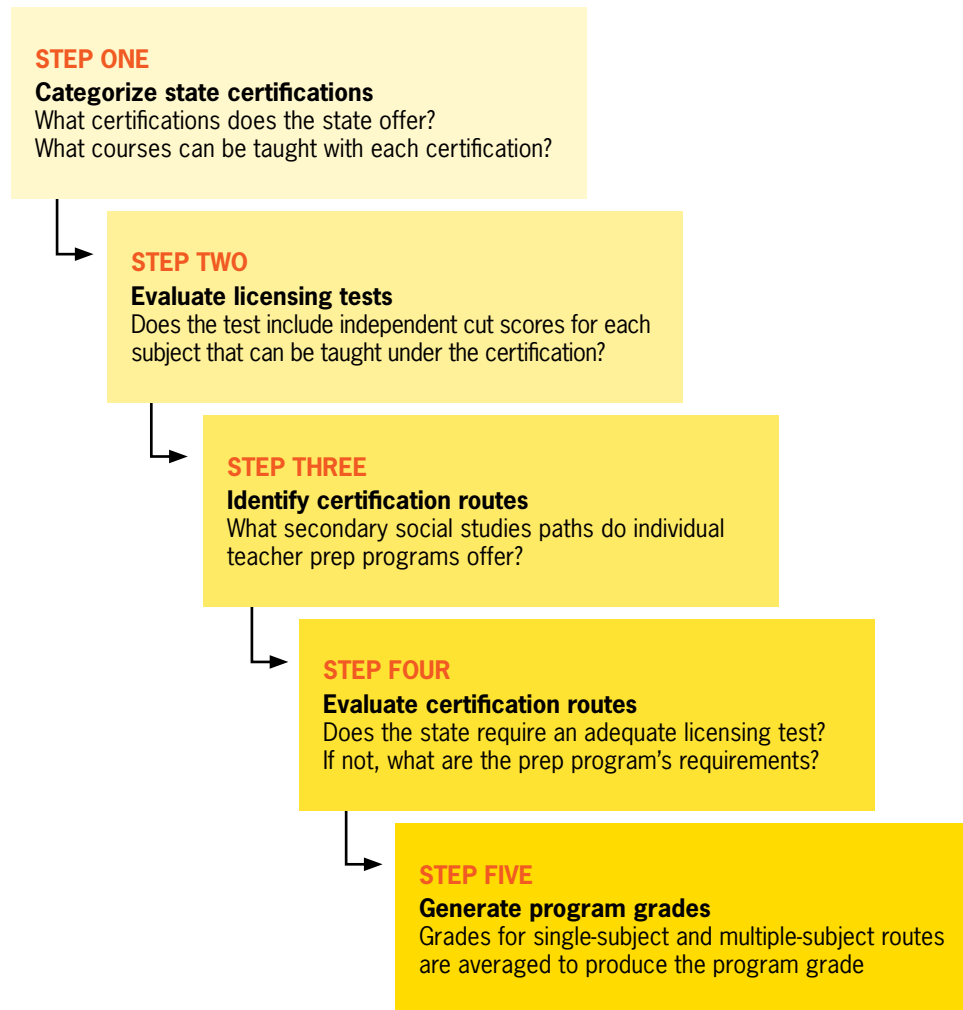 STEP ONE
Categorize state certifications
What certifications does the state offer?
What courses can be taught with each certification?
STEP TWO
Evaluate licensing tests
Does the test include independent cut scores for each
subject that can be taught under the certification?
STEP THREE
Identify certification routes
What secondary social studies paths do individual
teacher prep programs offer?
STEP FOUR
Evaluate certification routes
Does the state require an adequate licensing test?
If not, what are the prep program’s requirements?
STEP FIVE
Generate program grades
Grades for single-subject and multiple-subject routes
are averaged to produce the program grade